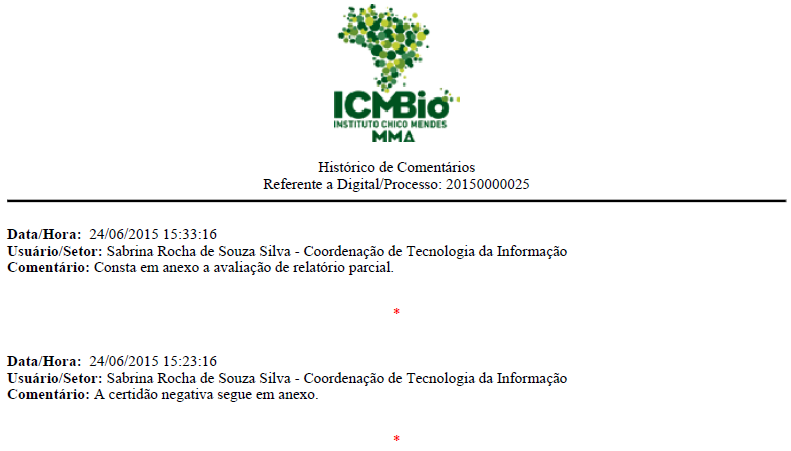 ICMBio
INSTITUTO CHICO MENDES
MMA
Histórico de Comentários
Referente a Digital/Processo: 20150000025
Data/Hora: 24/06/2015 15:33:16
Usuário/Setor: Sabrina Rocha de Souza Silva - Coordenação de Tecnologia da Informação
Comentário: Consta em anexo a avaliação de relatório parcial.
*
Data/Hora: 24/06/2015 15:23:16
Usuário/Setor: Sabrina Rocha de Souza Silva - Coordenação de Tecnologia da Informação
Comentário: A certidão negativa segue em anexo.
*